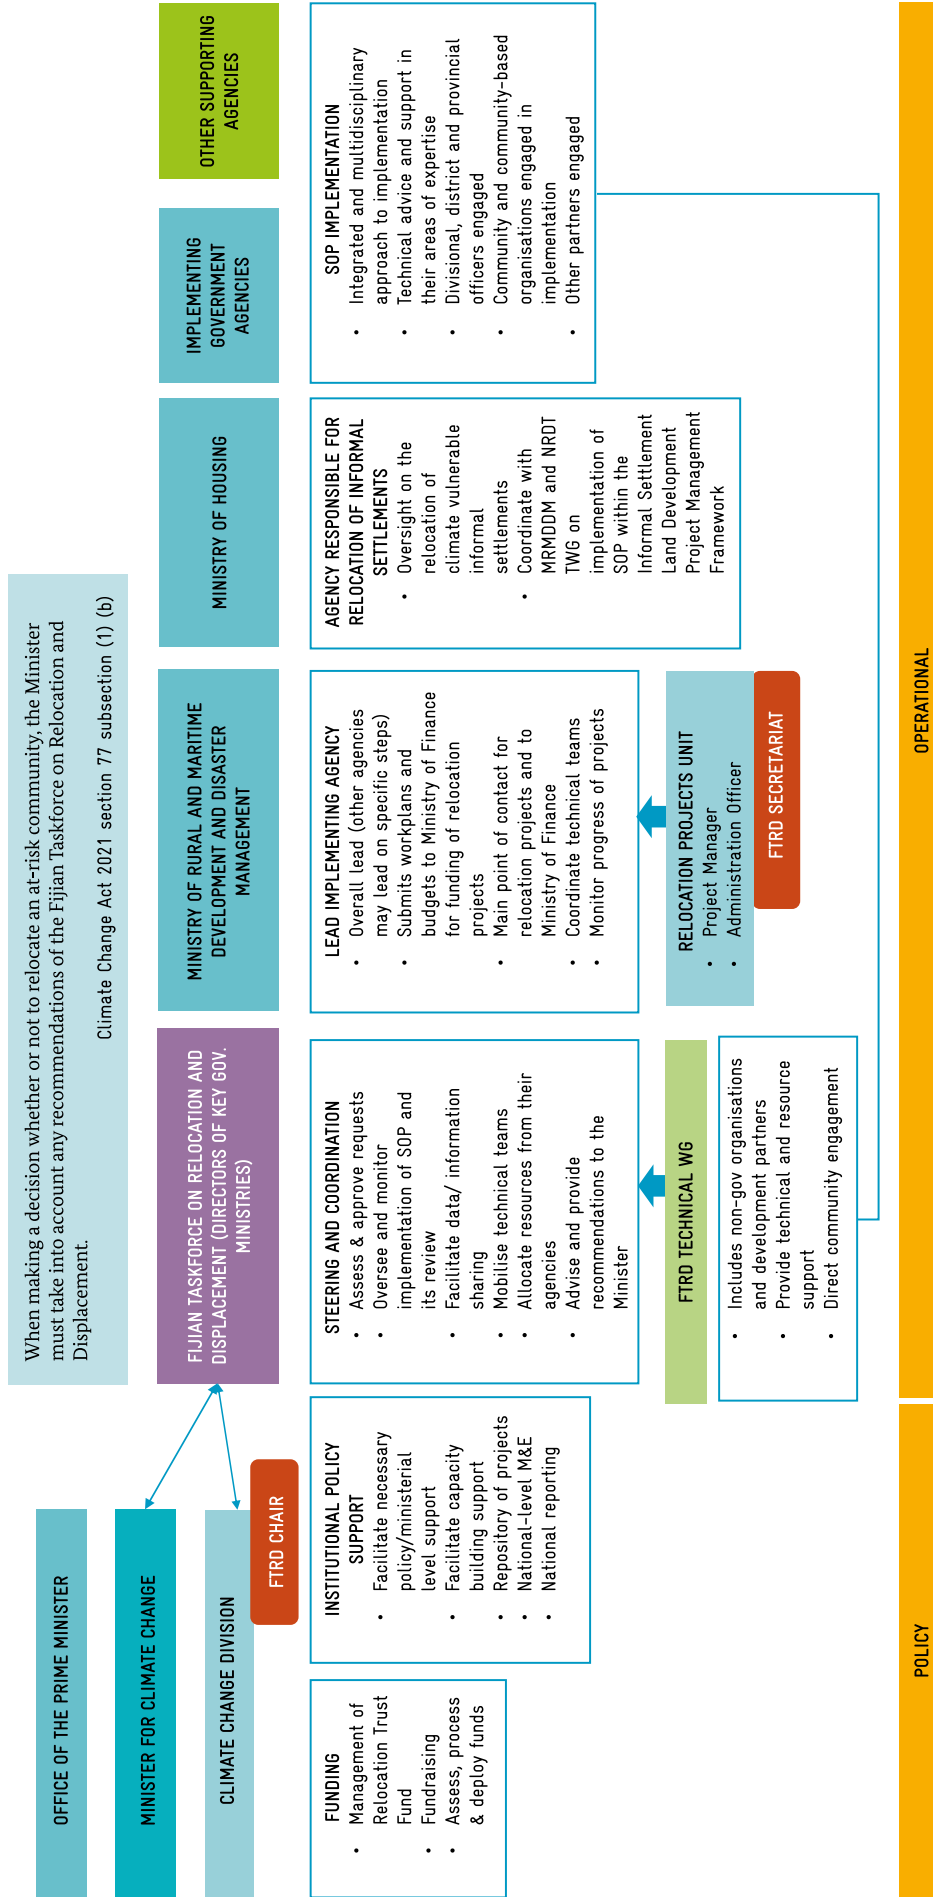 When making a decision whether or not to relocate an at-risk community, the Minister
must take into account any recommendations of the Fijian Taskforce on Relocation and
Displacement.
Climate Change Act 2021 section 77 subsection (1) (b)
OFFICE OF THE PRIME MINISTER
MINISTER FOR CLIMATE CHANGE
CLIMATE CHANGE DIVISION
FTRD CHAIR
FIJIAN TASKFORCE ON RELOCATION AND
DISPLACEMENT (DIRECTORS OF KEY GOV.
MINISTRIES)
MINISTRY OF RURAL AND MARITIME
DEVELOPMENT AND DISASTER
MANAGEMENT
MINISTRY OF HOUSING
IMPLEMENTING
GOVERNMENT
AGENCIES
OTHER SUPPORTING
AGENCIES
FUNDING
• Management of
Relocation Trust
Fund
• Fundraising
• Assess, process
& deploy funds
INSTITUTIONAL POLICY
SUPPORT
• Facilitate necessary
policy/ministerial
level support
• Facilitate capacity
building support
• Repository of projects
• National-level M&E
• National reporting
STEERING AND COORDINATION
• Assess & approve requests
• Oversee and monitor
implementation of SOP and
its review
• Facilitate data/ information
sharing
• Mobilise technical teams
• Allocate resources from their
agencies
• Advise and provide
recommendations to the
Minister
FTRD TECHNICAL WG
• Includes non-gov organisations
and development partners
• Provide technical and resource
support
• Direct community engagement
LEAD IMPLEMENTING AGENCY
• Overall lead (other agencies
may lead on specific steps)
• Submits workplans and
budgets to Ministry of Finance
for funding of relocation
projects
• Main point of contact for
relocation projects and to
Ministry of Finance
• Coordinate technical teams
• Monitor progress of projects
RELOCATION PROJECTS UNIT
• Project Manager
• Administration Officer
FTRD SECRETARIAT
AGENCY RESPONSIBLE FOR
RELOCATION OF INFORMAL
SETTLEMENTS
• Oversight on the
relocation of
climate vulnerable
informal
settlements
• Coordinate with
MRMDDM and NRDT
TWG on
implementation of
SOP within the
Informal Settlement
Land Development
Project Management
Framework
SOP IMPLEMENTATION
• Integrated and multidisciplinary
approach to implementation
• Technical advice and support in
their areas of expertise
• Divisional, district and provincial
officers engaged
• Community and community-based
organisations engaged in
implementation
• Other partners engaged
POLICY
OPERATIONAL